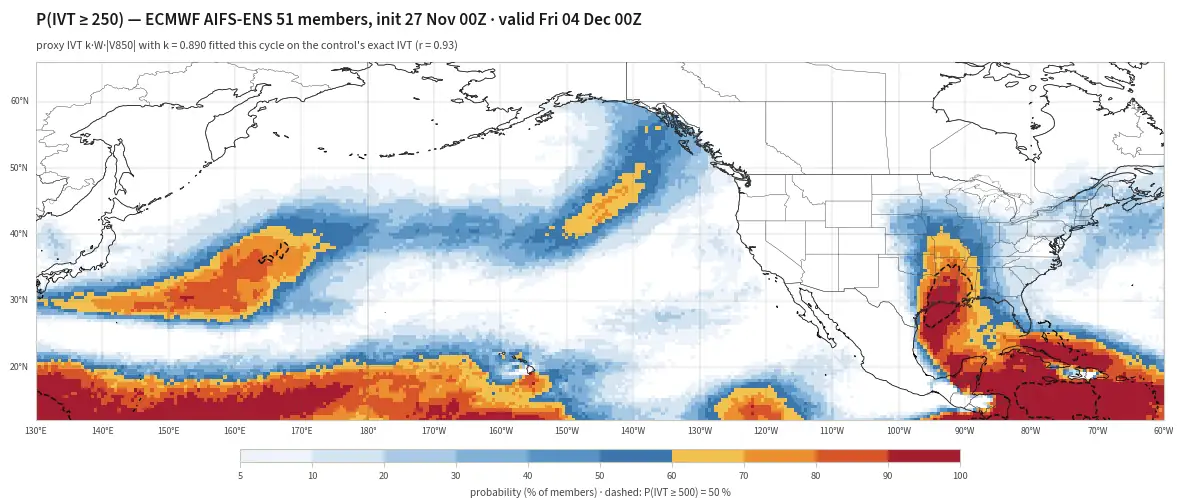 P(IVT ≥ 250) — ECMWF AIFS-ENS 51 members, init 27 Nov 00Z · valid Fri 04 Dec 00Z
proxy IVT k·W·|V850| with k = 0.890 fitted this cycle on the control's exact IVT (r = 0.93)
60°N
50°N
40°N
30°N
20°N
130°E 140°E 150°E 160°E 170°E 180° 170°W 160°W 150°W 140°W 130°W 120°W 110°W 100°W 90°W 80°W 70°W 60°W
5 10 20 30 40 50 60 70 80 90 100
probability (% of members) · dashed: P(IVT ≥ 500) = 50 %